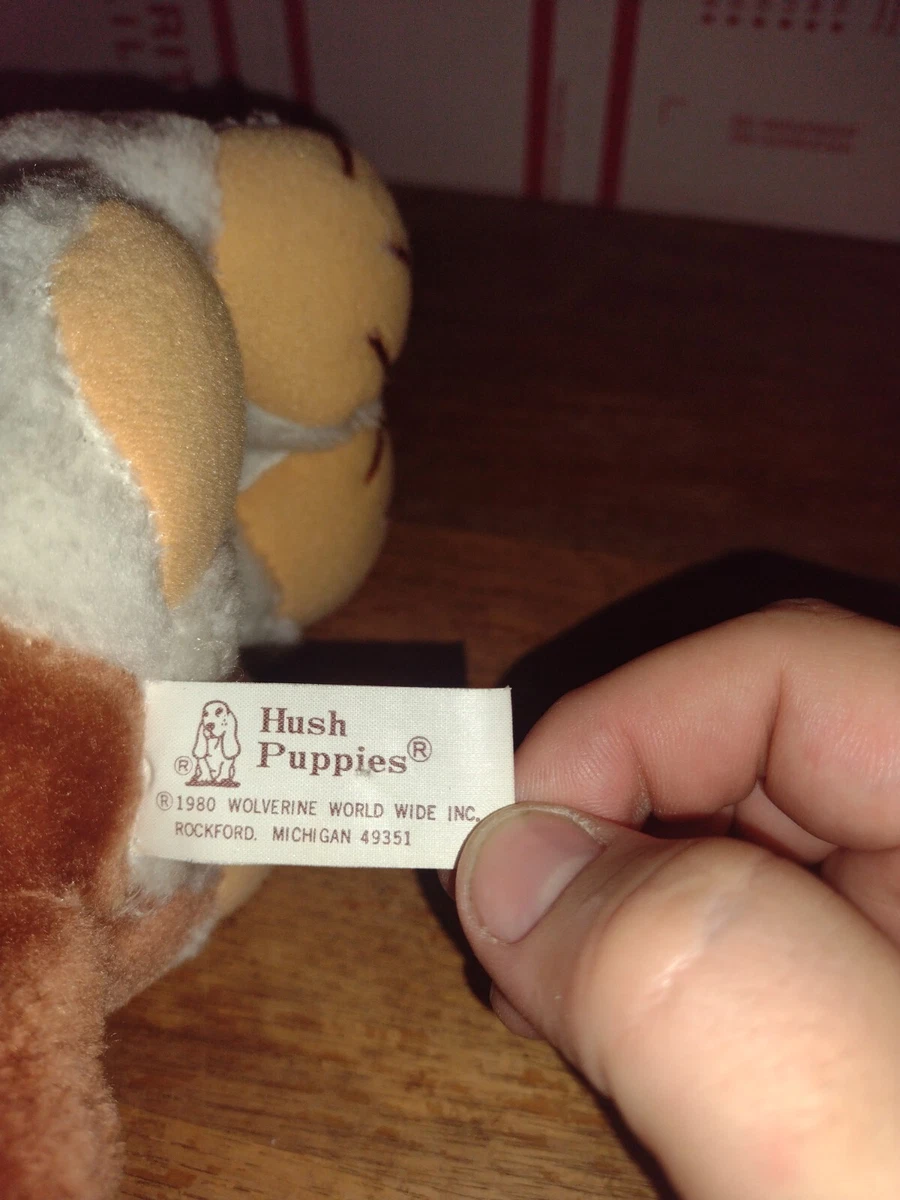 Hush
Puppies®
®
®1980 WOLVERINE WORLD WIDE INC.
ROCKFORD. MICHIGAN 49351